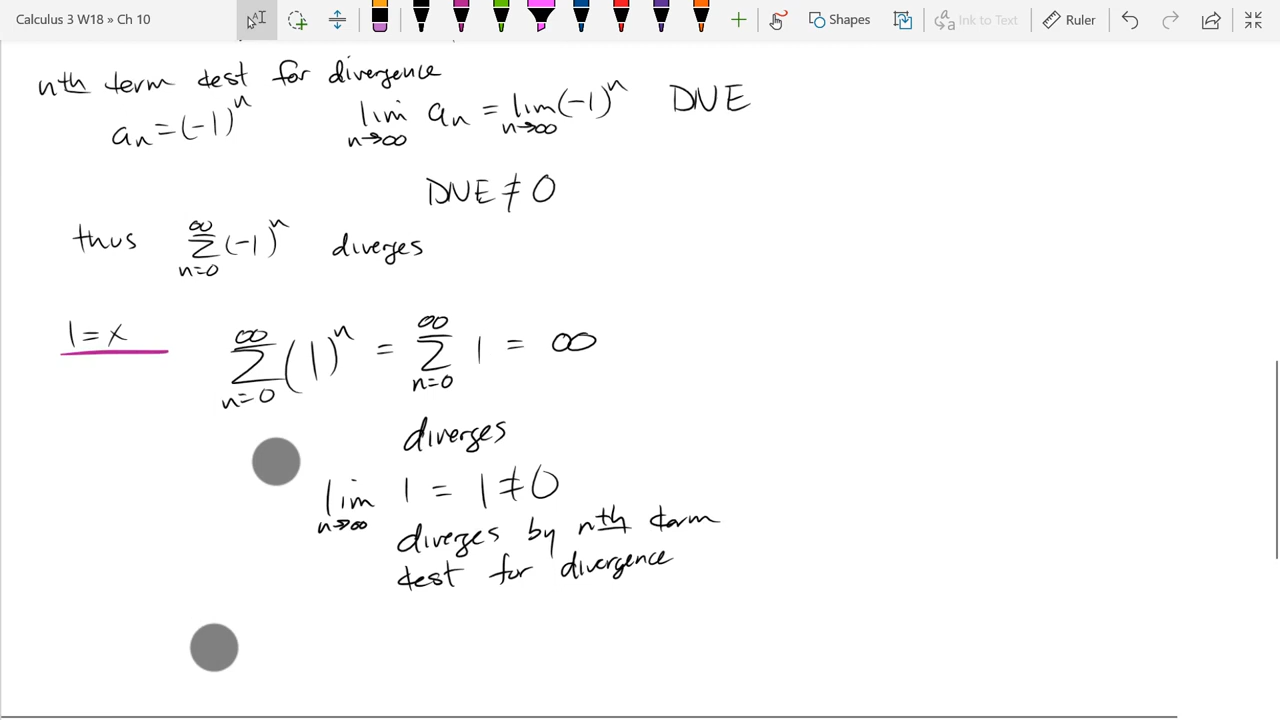 Calculus 3 W18 » Ch 10
Shapes
Ink to Text
Ruler
nth term test for divergence
aₙ = (-1)ⁿ lim n→∞ aₙ = lim n→∞ (-1)ⁿ DNE
DNE ≠ 0
thus ∞ Σ n=0 (-1)ⁿ diverges
1 = x ∞ Σ n=0 (1)ⁿ = ∞ Σ n=0 1 = ∞
diverges
lim n→∞ 1 = 1 ≠ 0
diverges by nth term
test for divergence